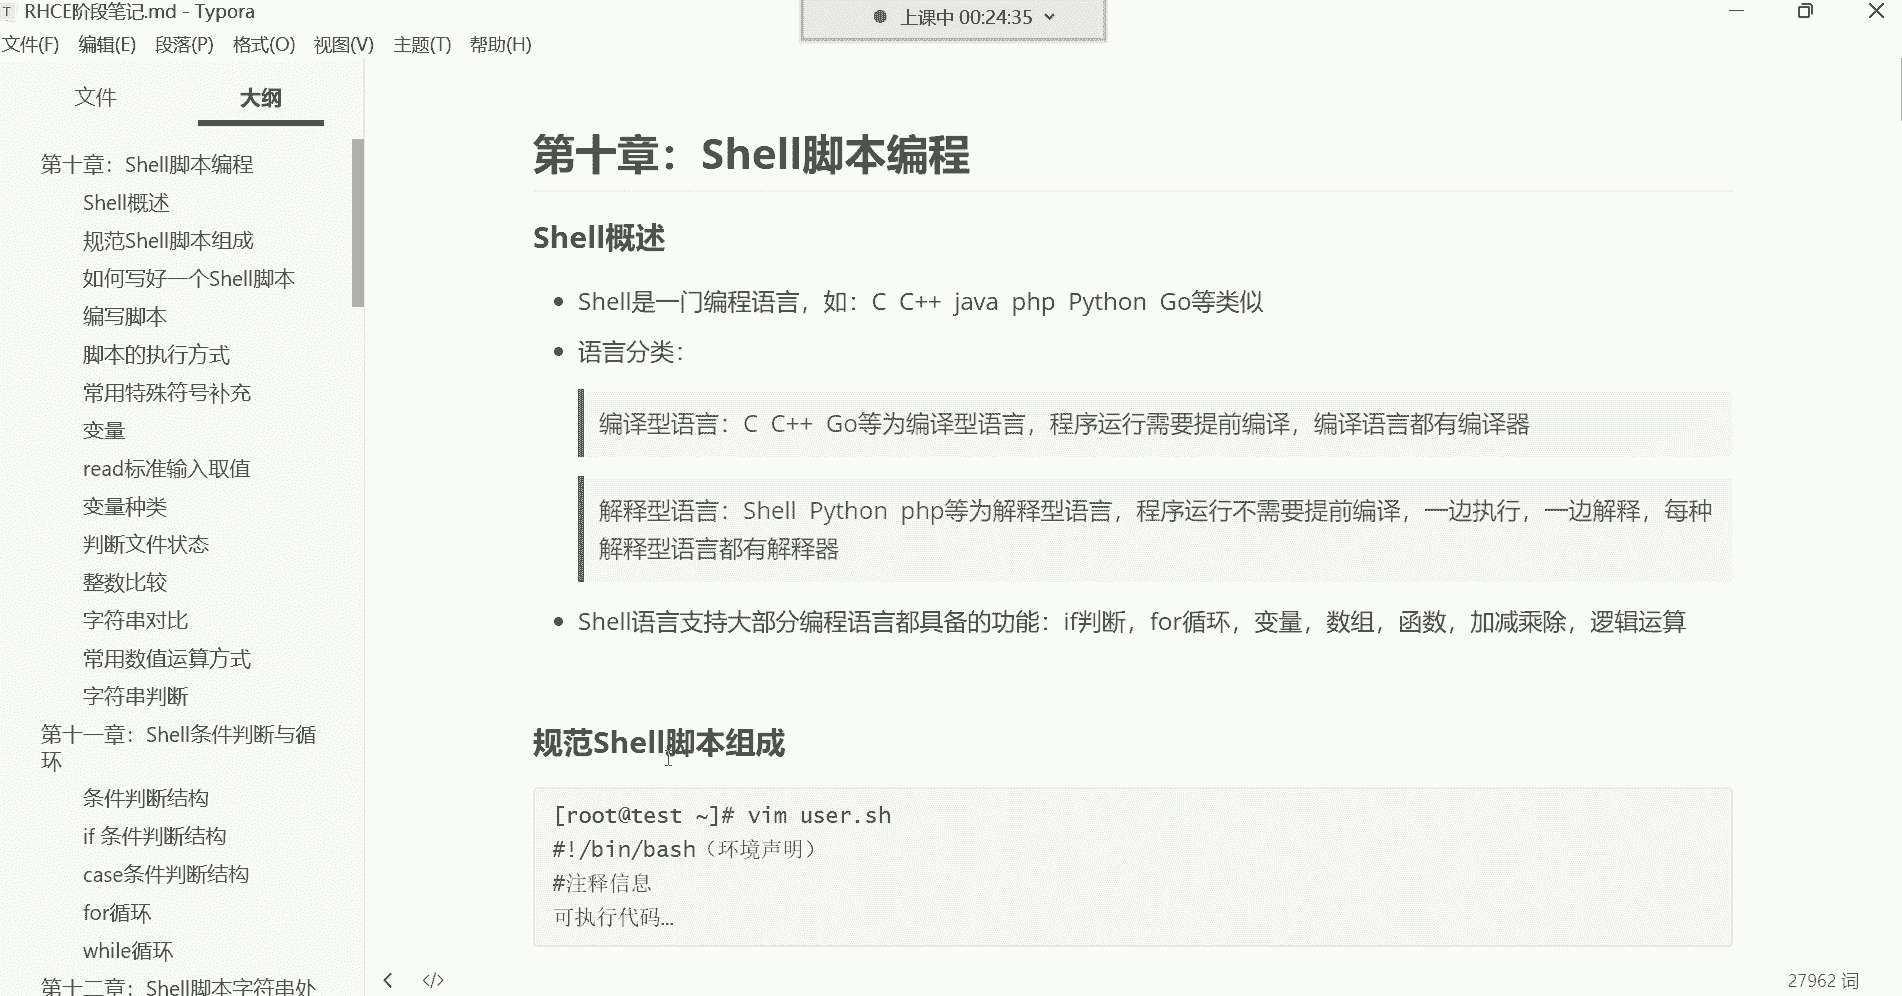 RHCE阶段笔记.md - Typora
上课中 00:24:35
文件(F) 编辑(E) 段落(P) 格式(O) 视图(V) 主题(T) 帮助(H)
文件 大纲
第十章：Shell脚本编程
Shell概述
规范Shell脚本组成
如何写好一个Shell脚本
编写脚本
脚本的执行方式
常用特殊符号补充
变量
read标准输入取值
变量种类
判断文件状态
整数比较
字符串对比
常用数值运算方式
字符串判断
第十一章：Shell条件判断与循
环
条件判断结构
if 条件判断结构
case条件判断结构
for循环
while循环
第十二章：Shell脚本字符串处
第十章：Shell脚本编程
Shell概述
• Shell是一门编程语言，如：C C++ java php Python Go等类似
• 语言分类：
编译型语言：C C++ Go等为编译型语言，程序运行需要提前编译，编译语言都有编译器
解释型语言：Shell Python php等为解释型语言，程序运行不需要提前编译，一边执行，一边解释，每种
解释型语言都有解释器
• Shell语言支持大部分编程语言都具备的功能：if判断，for循环，变量，数组，函数，加减乘除，逻辑运算
规范Shell脚本组成
[root@test ~]# vim user.sh
#!/bin/bash（环境声明）
#注释信息
可执行代码...
27962 词